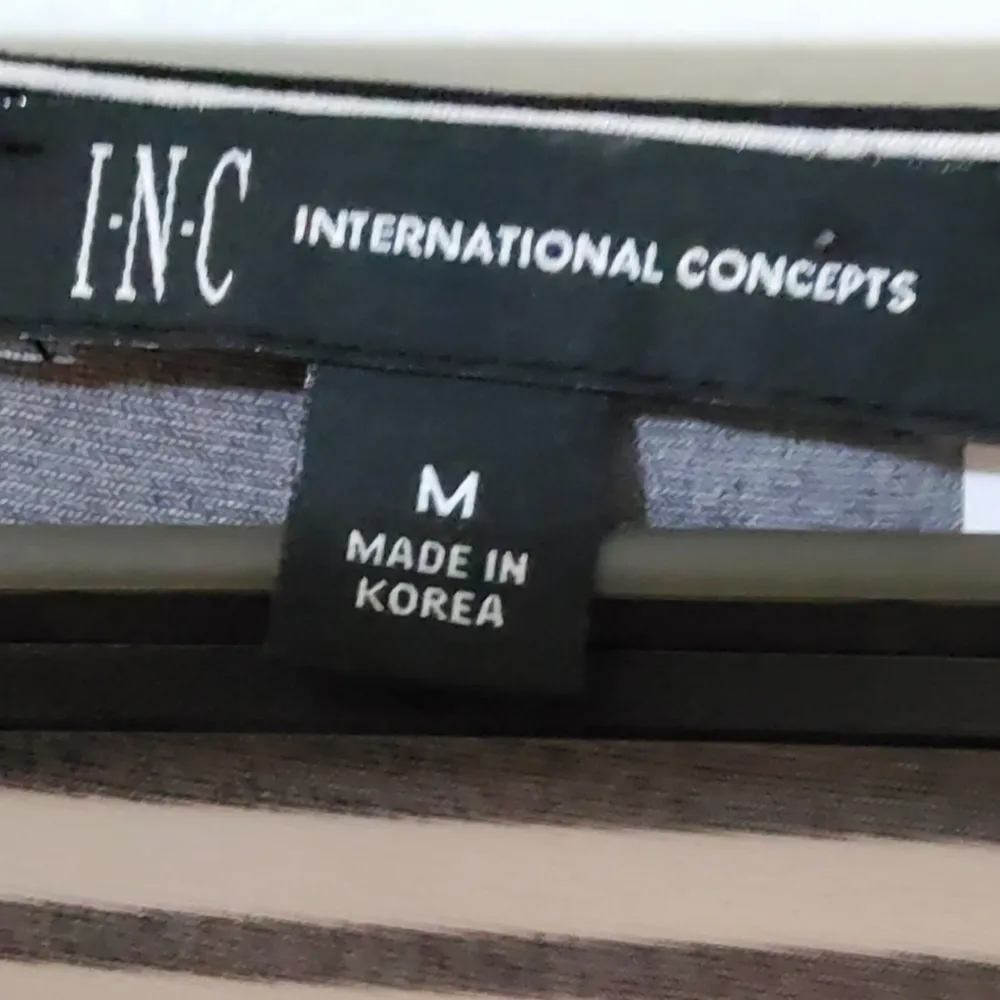 I·N·C INTERNATIONAL CONCEPTS
M
MADE IN
KOREA